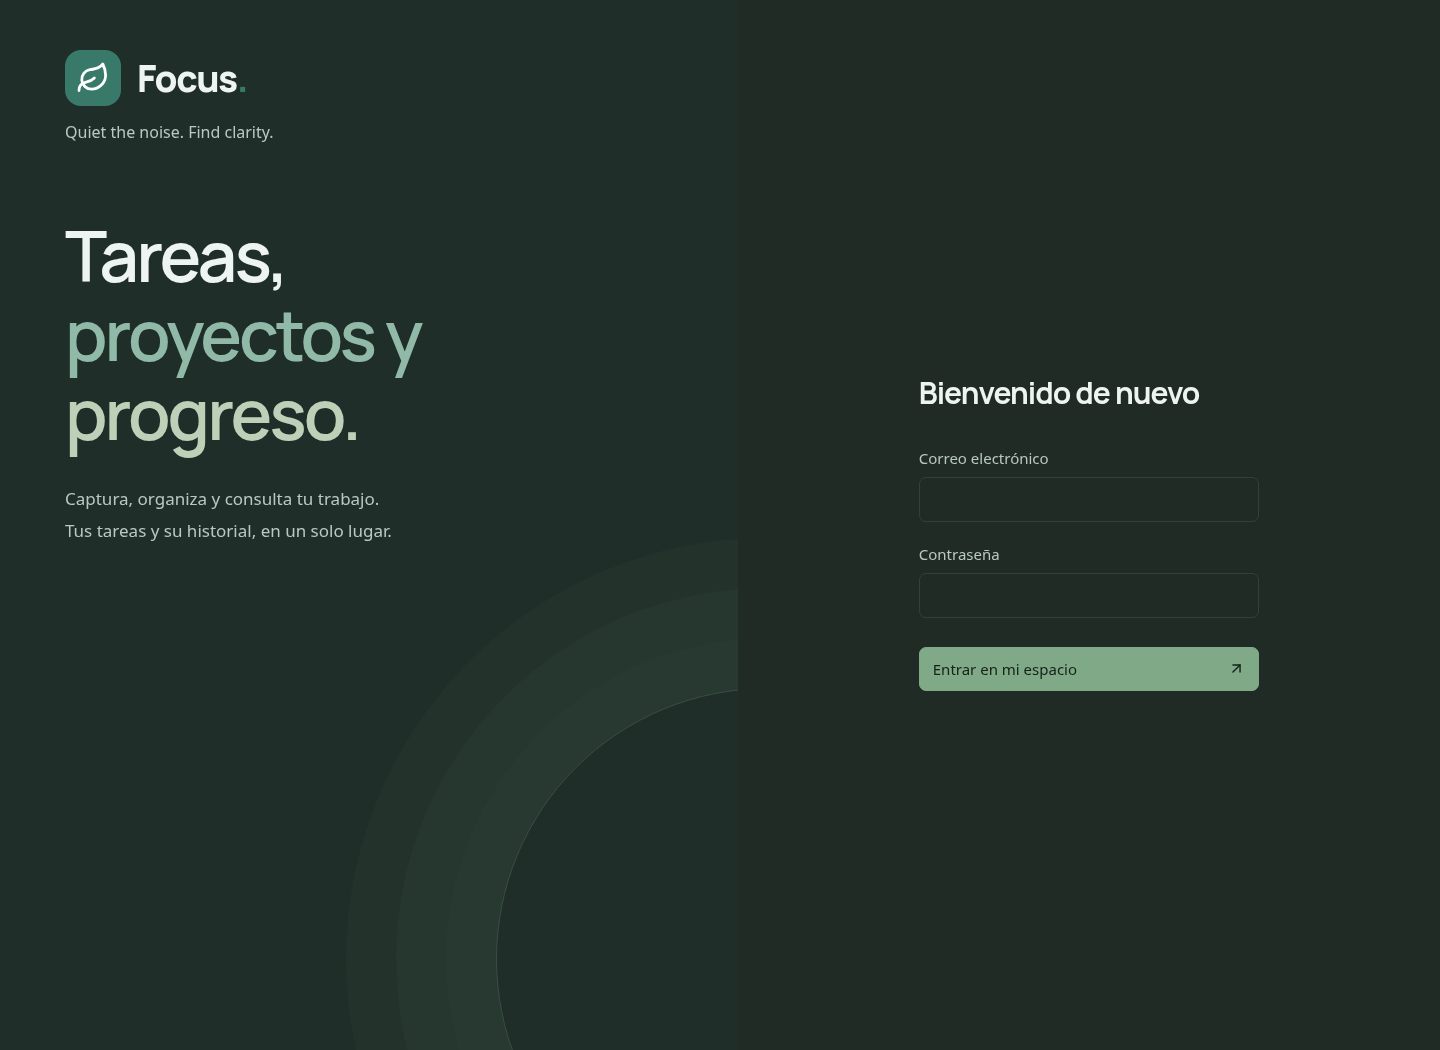 Focus.
Quiet the noise. Find clarity.
Tareas,
proyectos y
progreso.
Captura, organiza y consulta tu trabajo.
Tus tareas y su historial, en un solo lugar.
Bienvenido de nuevo
Correo electrónico
Contraseña
Entrar en mi espacio